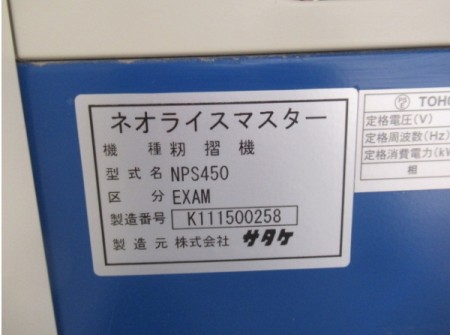 ネオライスマスター
機 種 籾 摺 機
型 式 名 NPS450
区 分 EXAM
製造番号 K111500258
製 造 元 株式会社 サタケ
TOHO
定格電圧(V)
定格周波数(Hz)
定格消費電力(kW
相